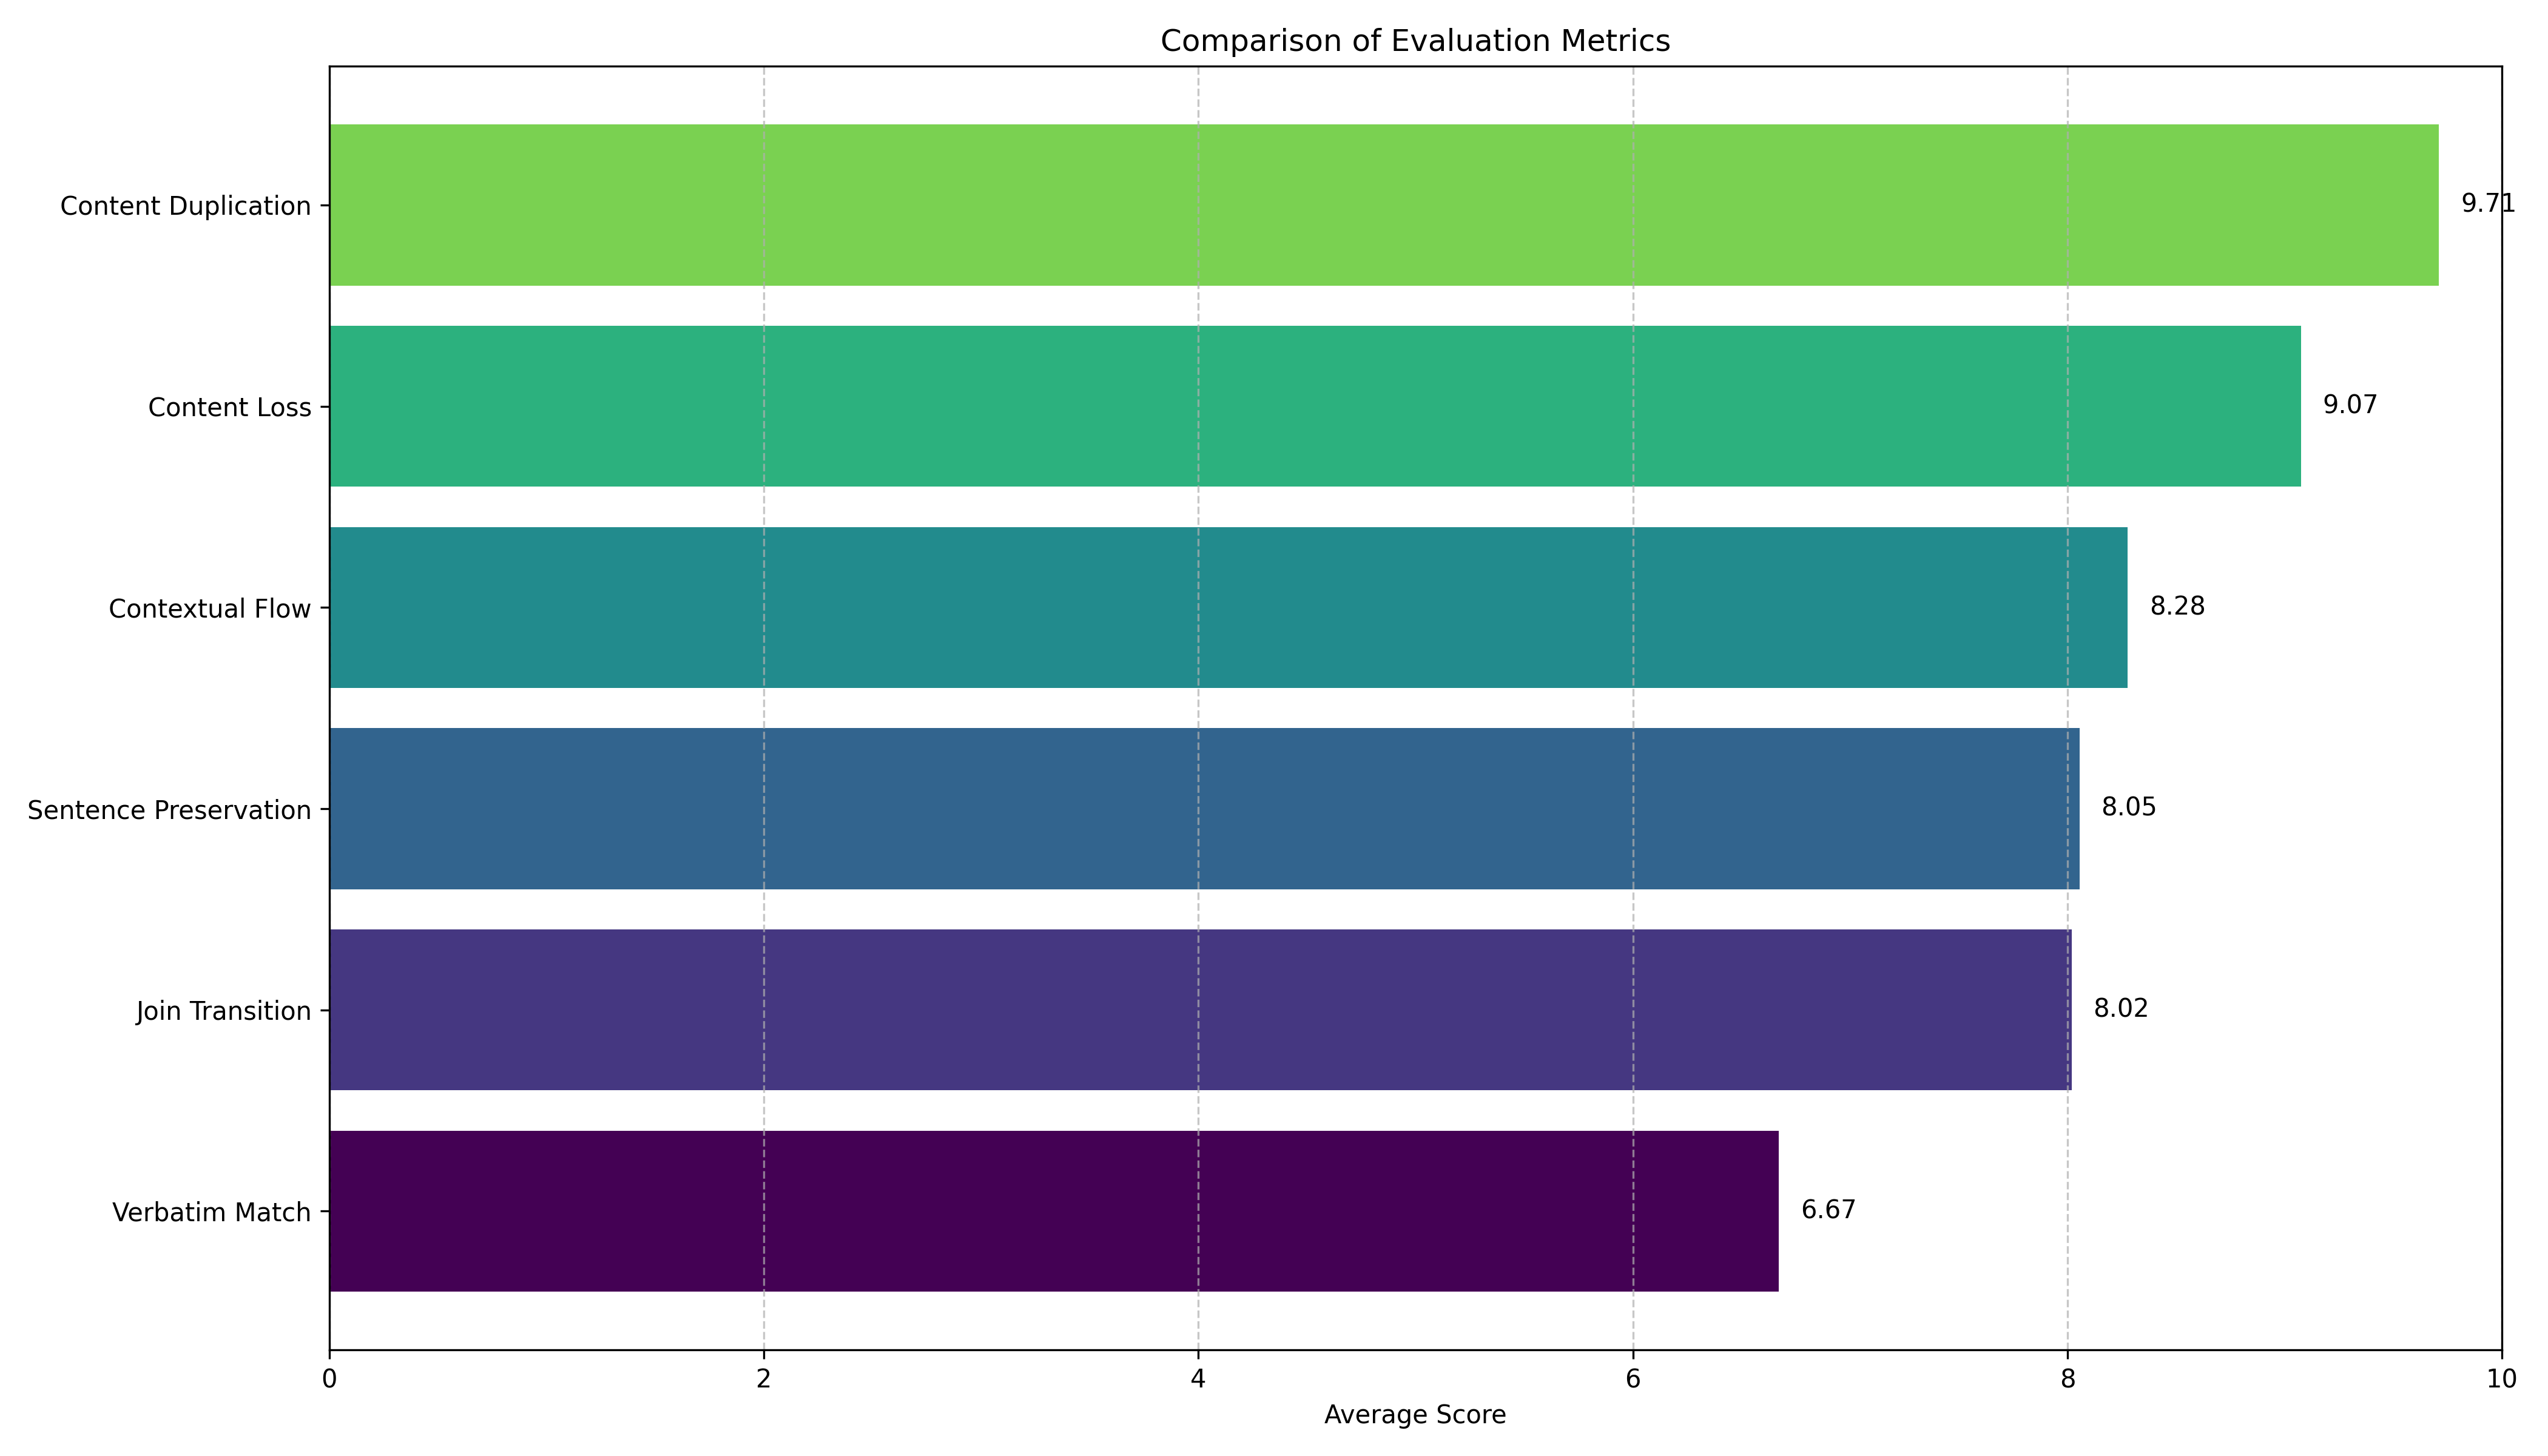 Comparison of Evaluation Metrics
Content Duplication
9.71
Content Loss
9.07
Contextual Flow
8.28
Sentence Preservation
8.05
Join Transition
8.02
Verbatim Match
6.67
0 2 4 6 8 10
Average Score